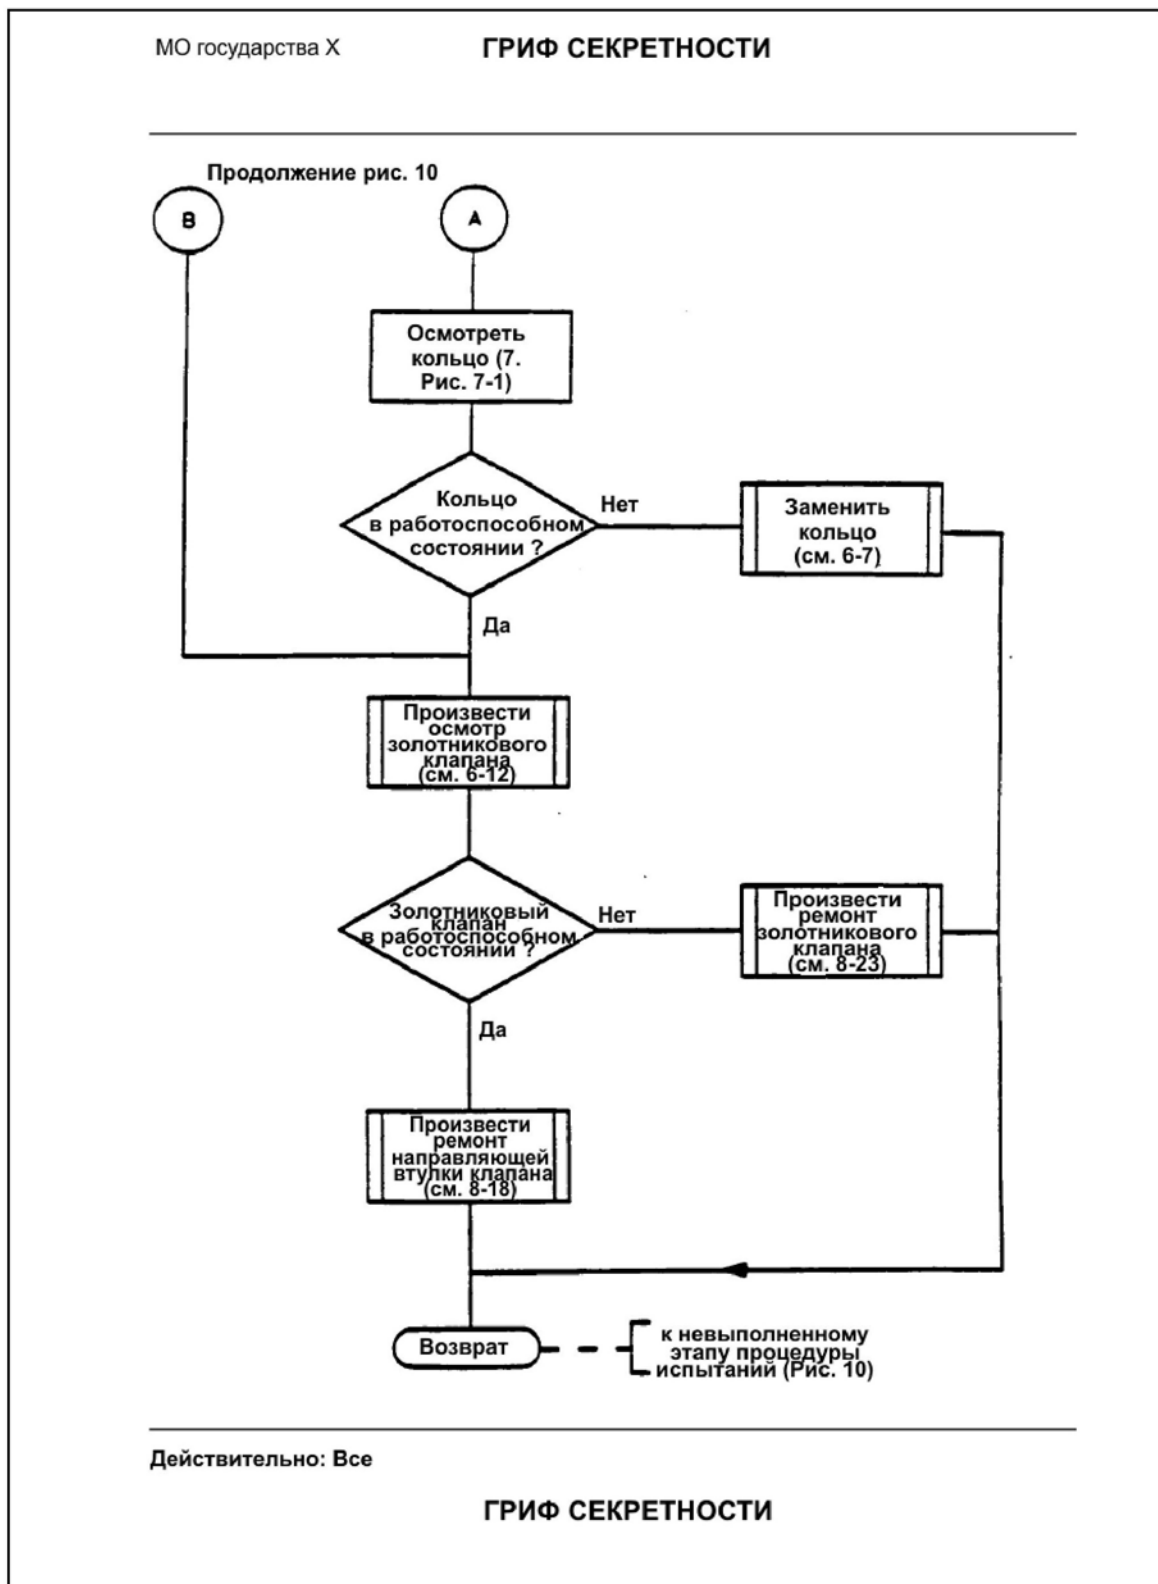 МО государства X
ГРИФ СЕКРЕТНОСТИ
Продолжение рис. 10
B
A
Осмотреть
кольцо (7.
Рис. 7-1)
Кольцо
в работоспособном
состоянии ?
Нет
Заменить
кольцо
(см. 6-7)
Да
Произвести
осмотр
золотникового
клапана
(см. 6-12)
Золотниковый
клапан
в работоспособном
состоянии ?
Нет
Произвести
ремонт
золотникового
клапана
(см. 8-23)
Да
Произвести
ремонт
направляющей
втулки клапана
(см. 8-18)
Возврат
к невыполненному
этапу процедуры
испытаний (Рис. 10)
Действительно: Все
ГРИФ СЕКРЕТНОСТИ